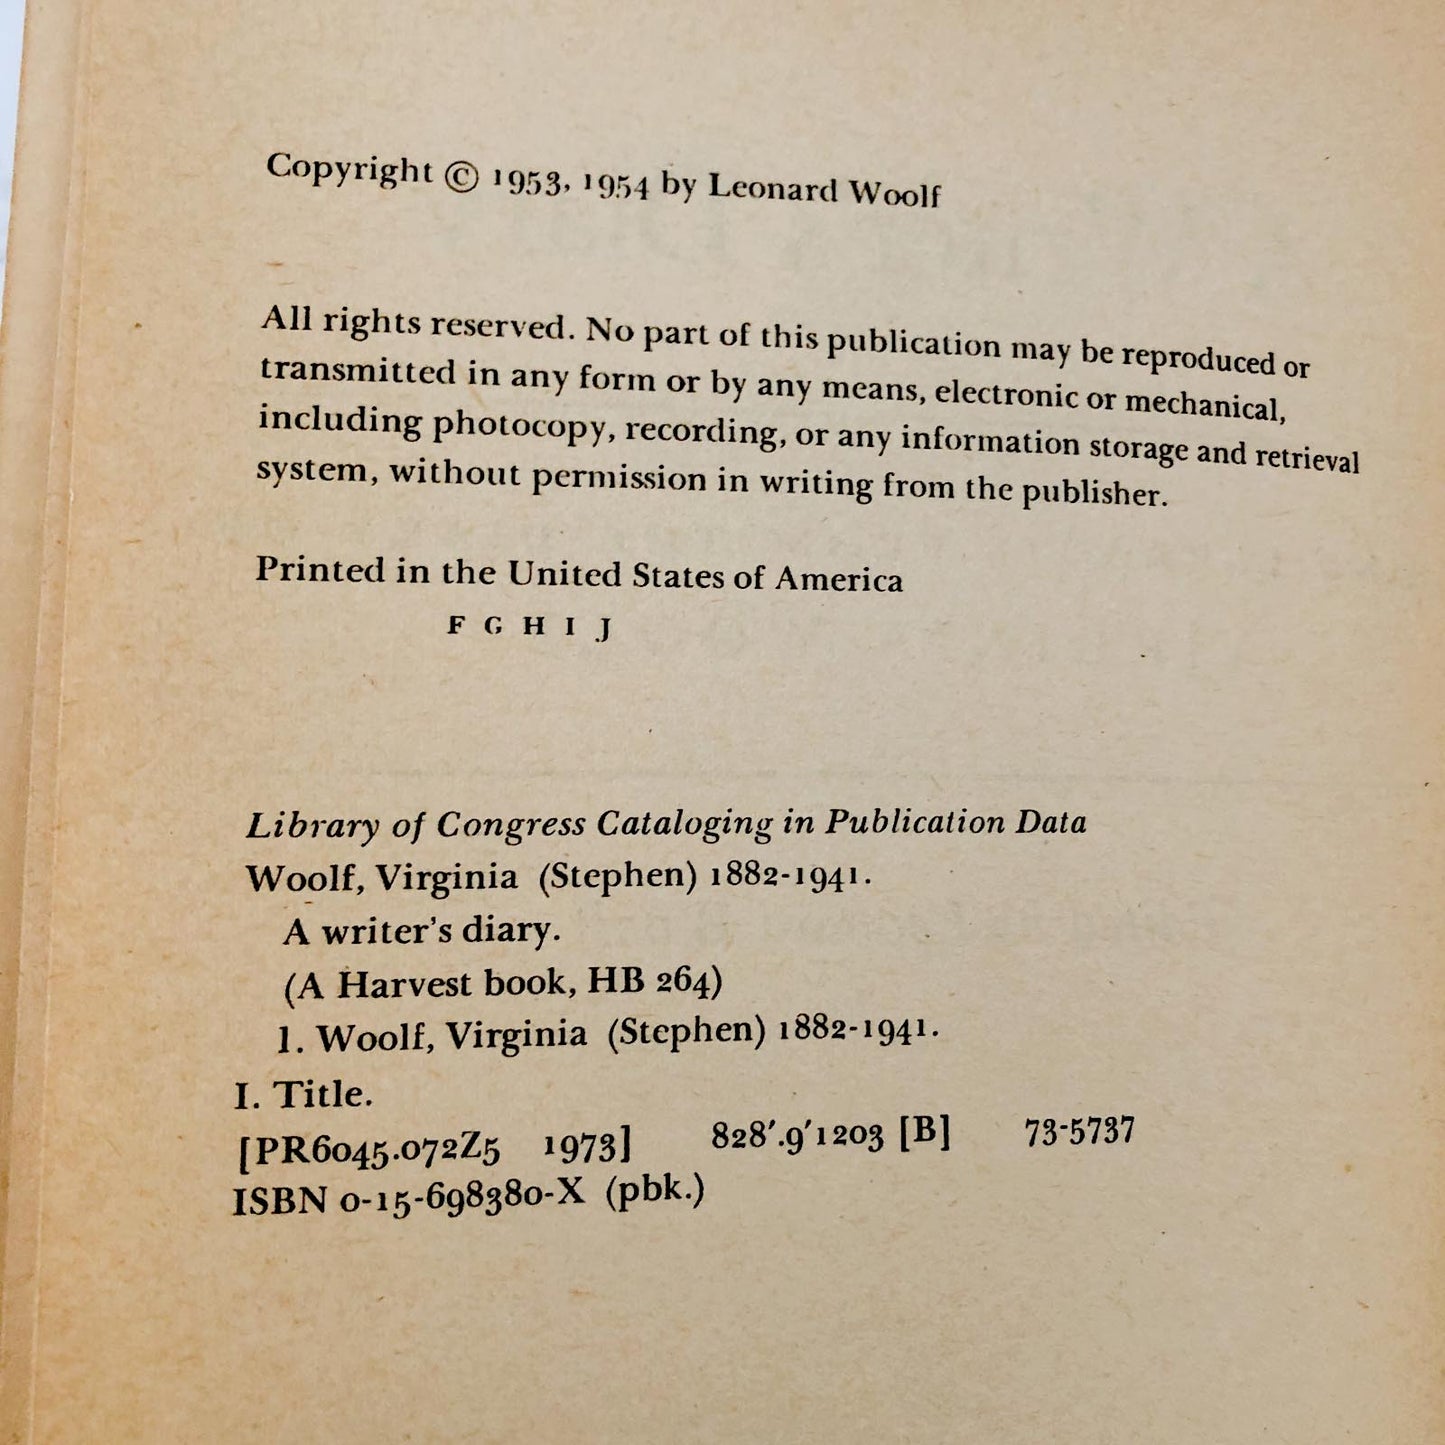 Copyright © 1953, 1954 by Leonard Woolf
All rights reserved. No part of this publication may be reproduced or
transmitted in any form or by any means, electronic or mechanical,
including photocopy, recording, or any information storage and retrieval
system, without permission in writing from the publisher.
Printed in the United States of America
F G H I J
Library of Congress Cataloging in Publication Data
Woolf, Virginia (Stephen) 1882-1941.
A writer's diary.
(A Harvest book, HB 264)
1. Woolf, Virginia (Stephen) 1882-1941.
I. Title.
[PR6045.072Z5 1973] 828'.9'1203 [B] 73-5737
ISBN 0-15-698380-X (pbk.)